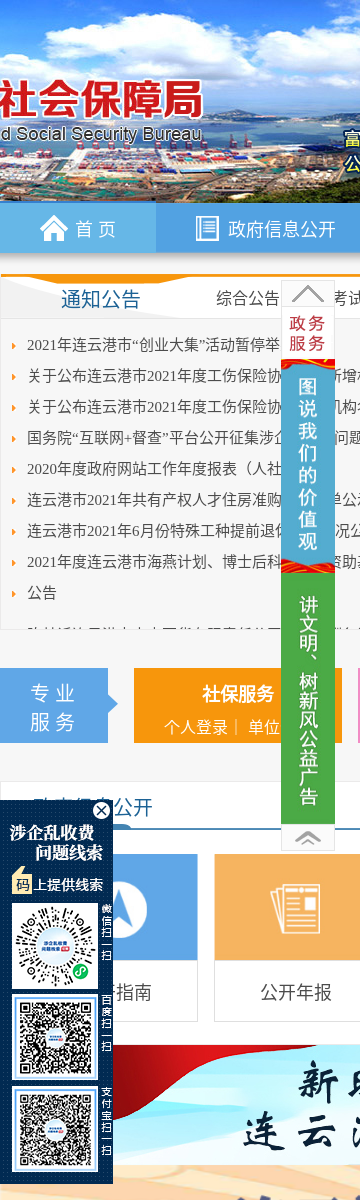 社会保障局
d Social Security Bureau
富
公
首 页
政府信息公开
通知公告
综合公告
考试
政务
服务
2021年连云港市“创业大集”活动暂停举
关于公布连云港市2021年度工伤保险协
新增机
关于公布连云港市2021年度工伤保险协
机构名
国务院“互联网+督查”平台公开征集涉企
问题
2020年度政府网站工作年度报表（人社
连云港市2021年共有产权人才住房准购
单公示
连云港市2021年6月份特殊工种提前退休
况公
2021年度连云港市海燕计划、博士后科
资助
公告
图说我们的价值观
讲文明、树新风公益广告
专 业
服 务
社保服务
个人登录｜ 单位
公开
涉企乱收费
问题线索
码上提供线索
微信扫一扫
百度扫一扫
支付宝扫一扫
指南
公开年报
新
连云港